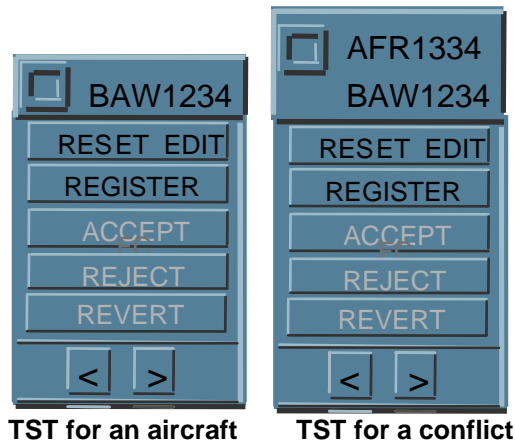 BAW1234
RESET EDIT
REGISTER
ACCEPT
REJECT
REVERT
< >
TST for an aircraft
AFR1334
BAW1234
RESET EDIT
REGISTER
ACCEPT
REJECT
REVERT
< >
TST for a conflict